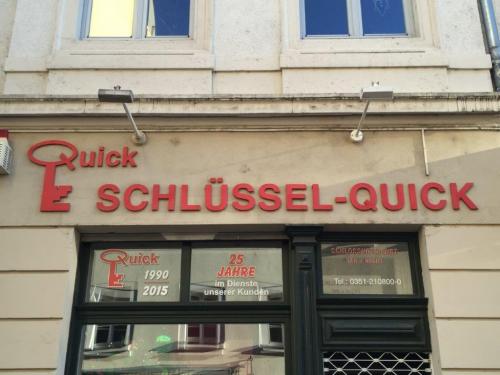 Quick
SCHLÜSSEL-QUICK
Quick
1990
2015
25
JAHRE
im Dienste
unserer Kunden
Tel.: 0351-210800-0